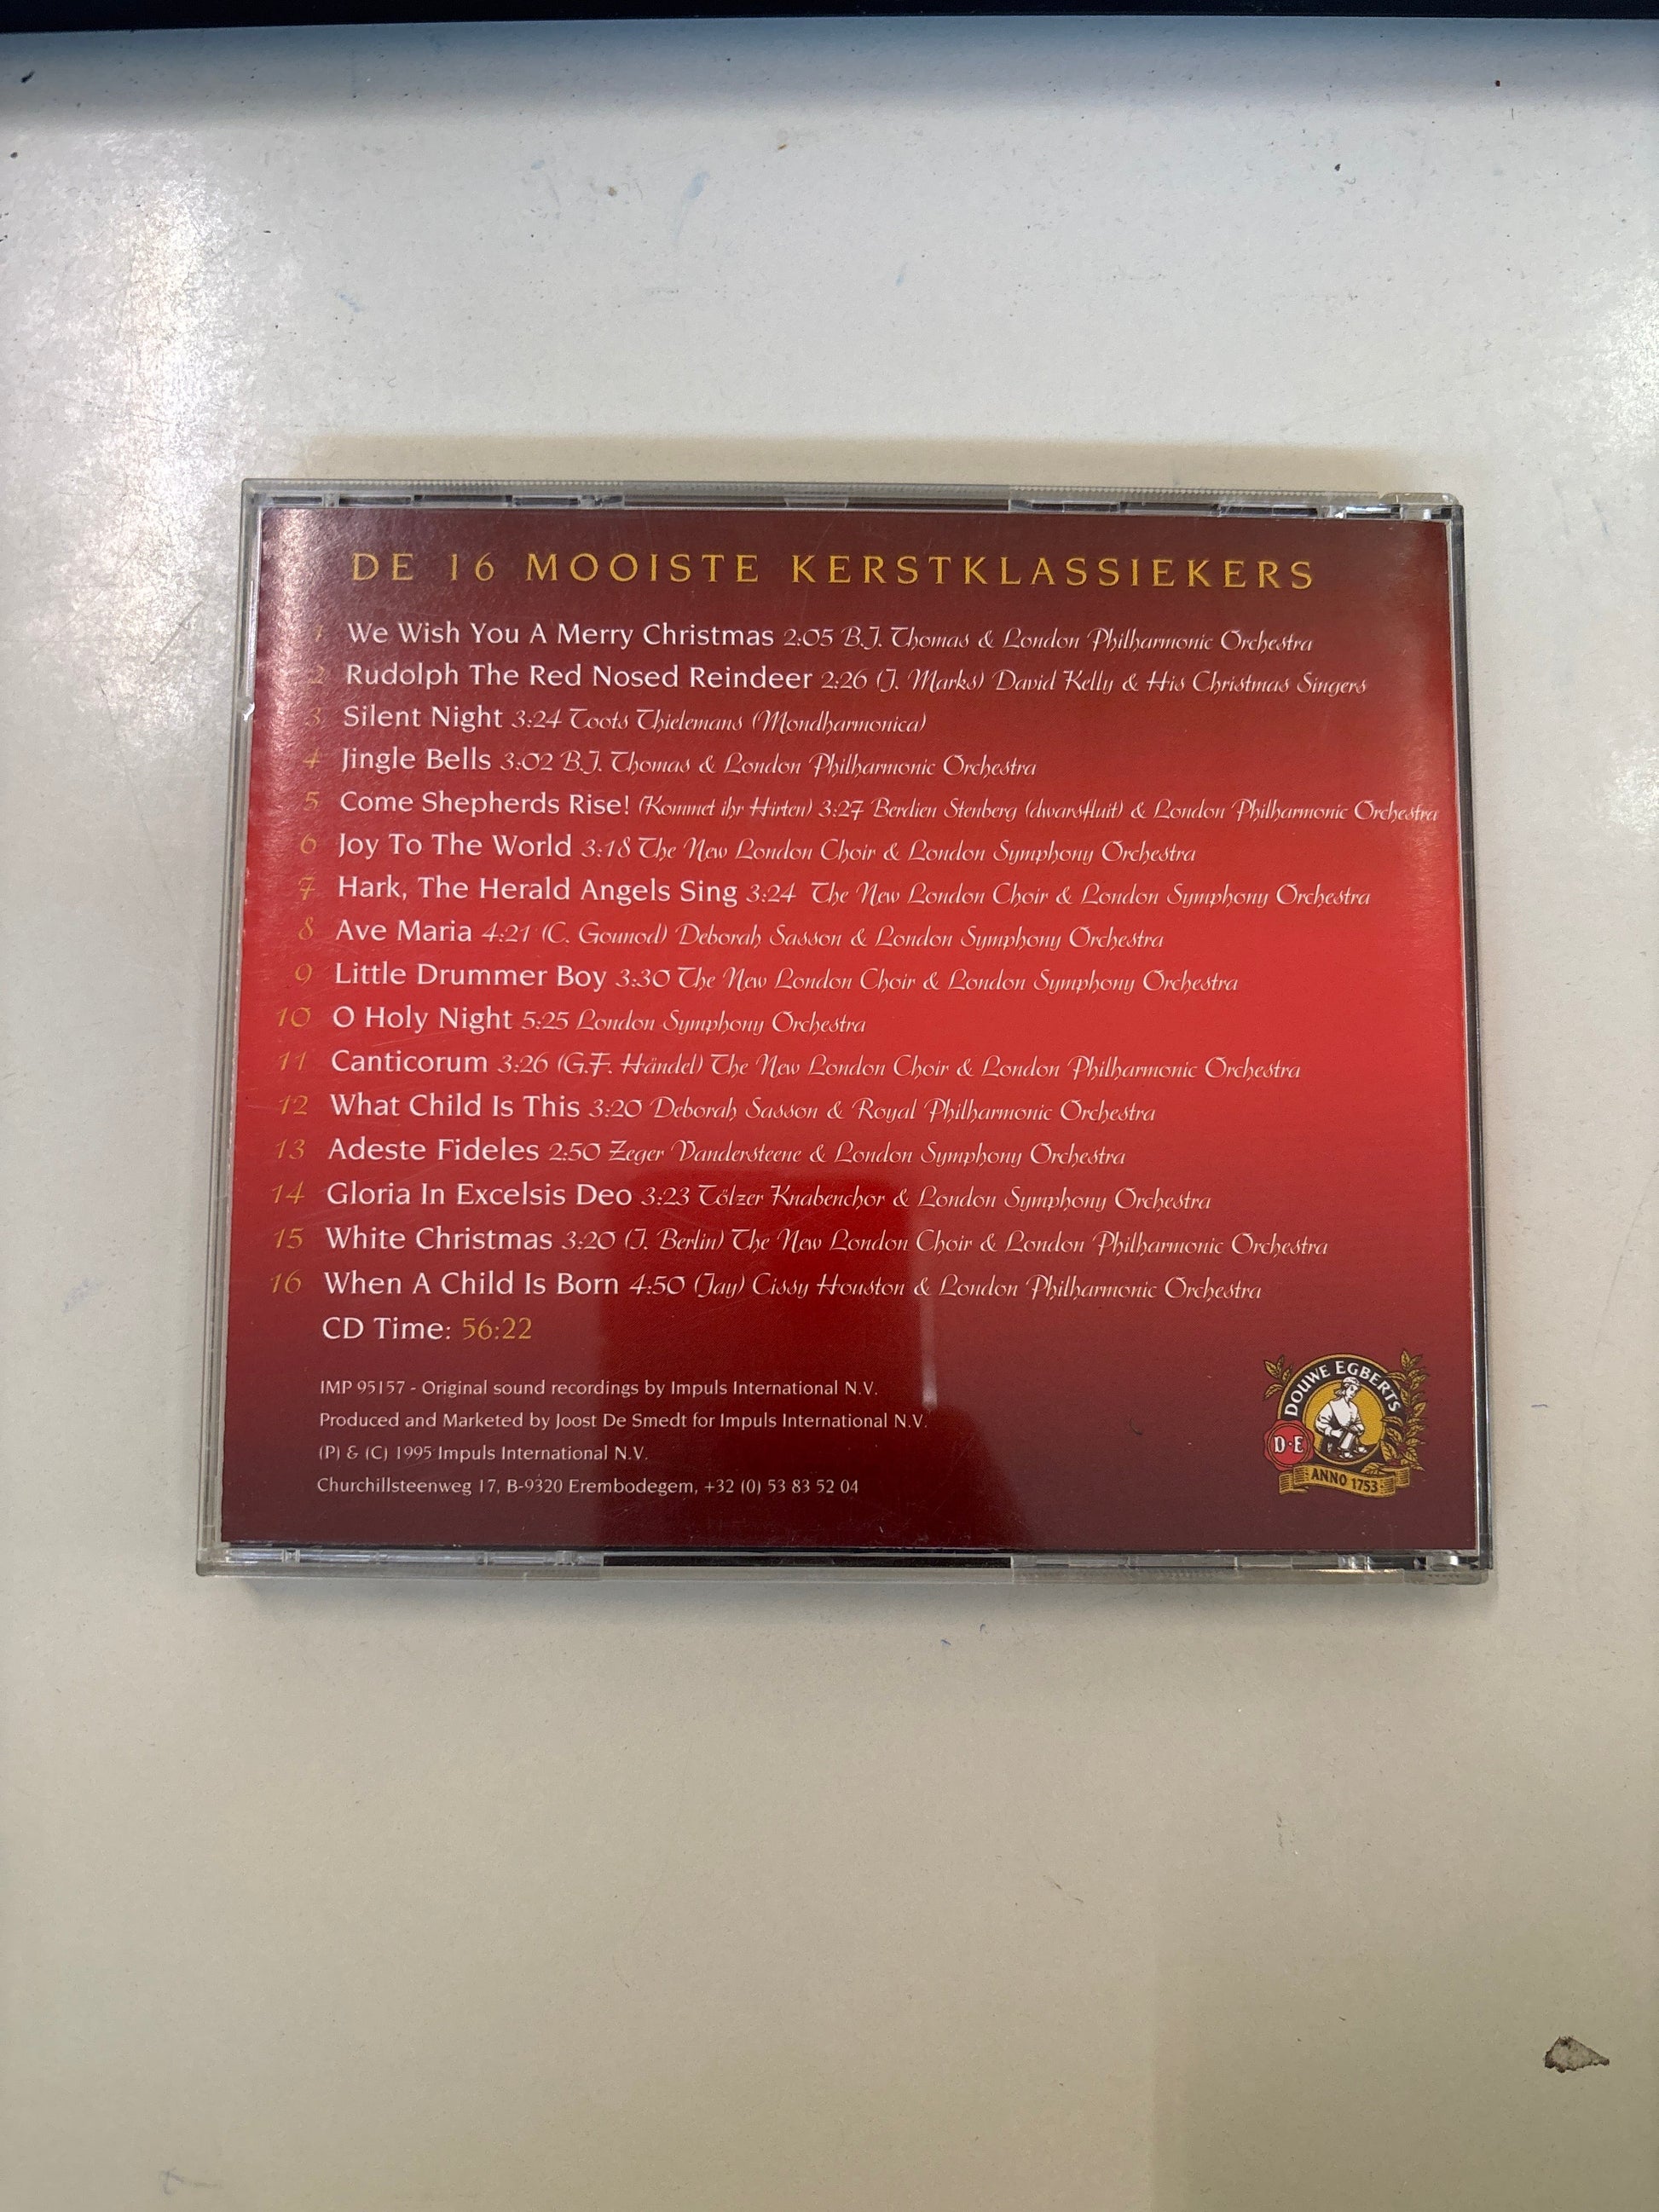 DE 16 MOOISTE KERSTKLASSIEKERS
1 We Wish You A Merry Christmas 2:05 B.J. Thomas & London Philharmonic Orchestra
2 Rudolph The Red Nosed Reindeer 2:26 (J. Marks) David Kelly & His Christmas Singers
3 Silent Night 3:24 Toots Thielemans (Mondharmonica)
4 Jingle Bells 3:02 B.J. Thomas & London Philharmonic Orchestra
5 Come Shepherds Rise! (Kommet ihr Hirten) 3:27 Berdien Stenberg (dwarsfluit) & London Philharmonic Orchestra
6 Joy To The World 3:18 The New London Choir & London Symphony Orchestra
7 Hark, The Herald Angels Sing 3:24 The New London Choir & London Symphony Orchestra
8 Ave Maria 4:21 (C. Gounod) Deborah Sasson & London Symphony Orchestra
9 Little Drummer Boy 3:30 The New London Choir & London Symphony Orchestra
10 O Holy Night 5:25 London Symphony Orchestra
11 Canticorum 3:26 (G.F. Händel) The New London Choir & London Philharmonic Orchestra
12 What Child Is This 3:20 Deborah Sasson & Royal Philharmonic Orchestra
13 Adeste Fideles 2:50 Zeger Vandersteene & London Symphony Orchestra
14 Gloria In Excelsis Deo 3:23 Tölzer Knabenchor & London Symphony Orchestra
15 White Christmas 3:20 (I. Berlin) The New London Choir & London Philharmonic Orchestra
16 When A Child Is Born 4:50 (Jay) Cissy Houston & London Philharmonic Orchestra
CD Time: 56:22
IMP 95157 - Original sound recordings by Impuls International N.V.
Produced and Marketed by Joost De Smedt for Impuls International N.V.
(P) & (C) 1995 Impuls International N.V.
Churchillsteenweg 17, B-9320 Erembodegem, +32 (0) 53 83 52 04
DOUWE EGBERTS
D·E
ANNO 1753